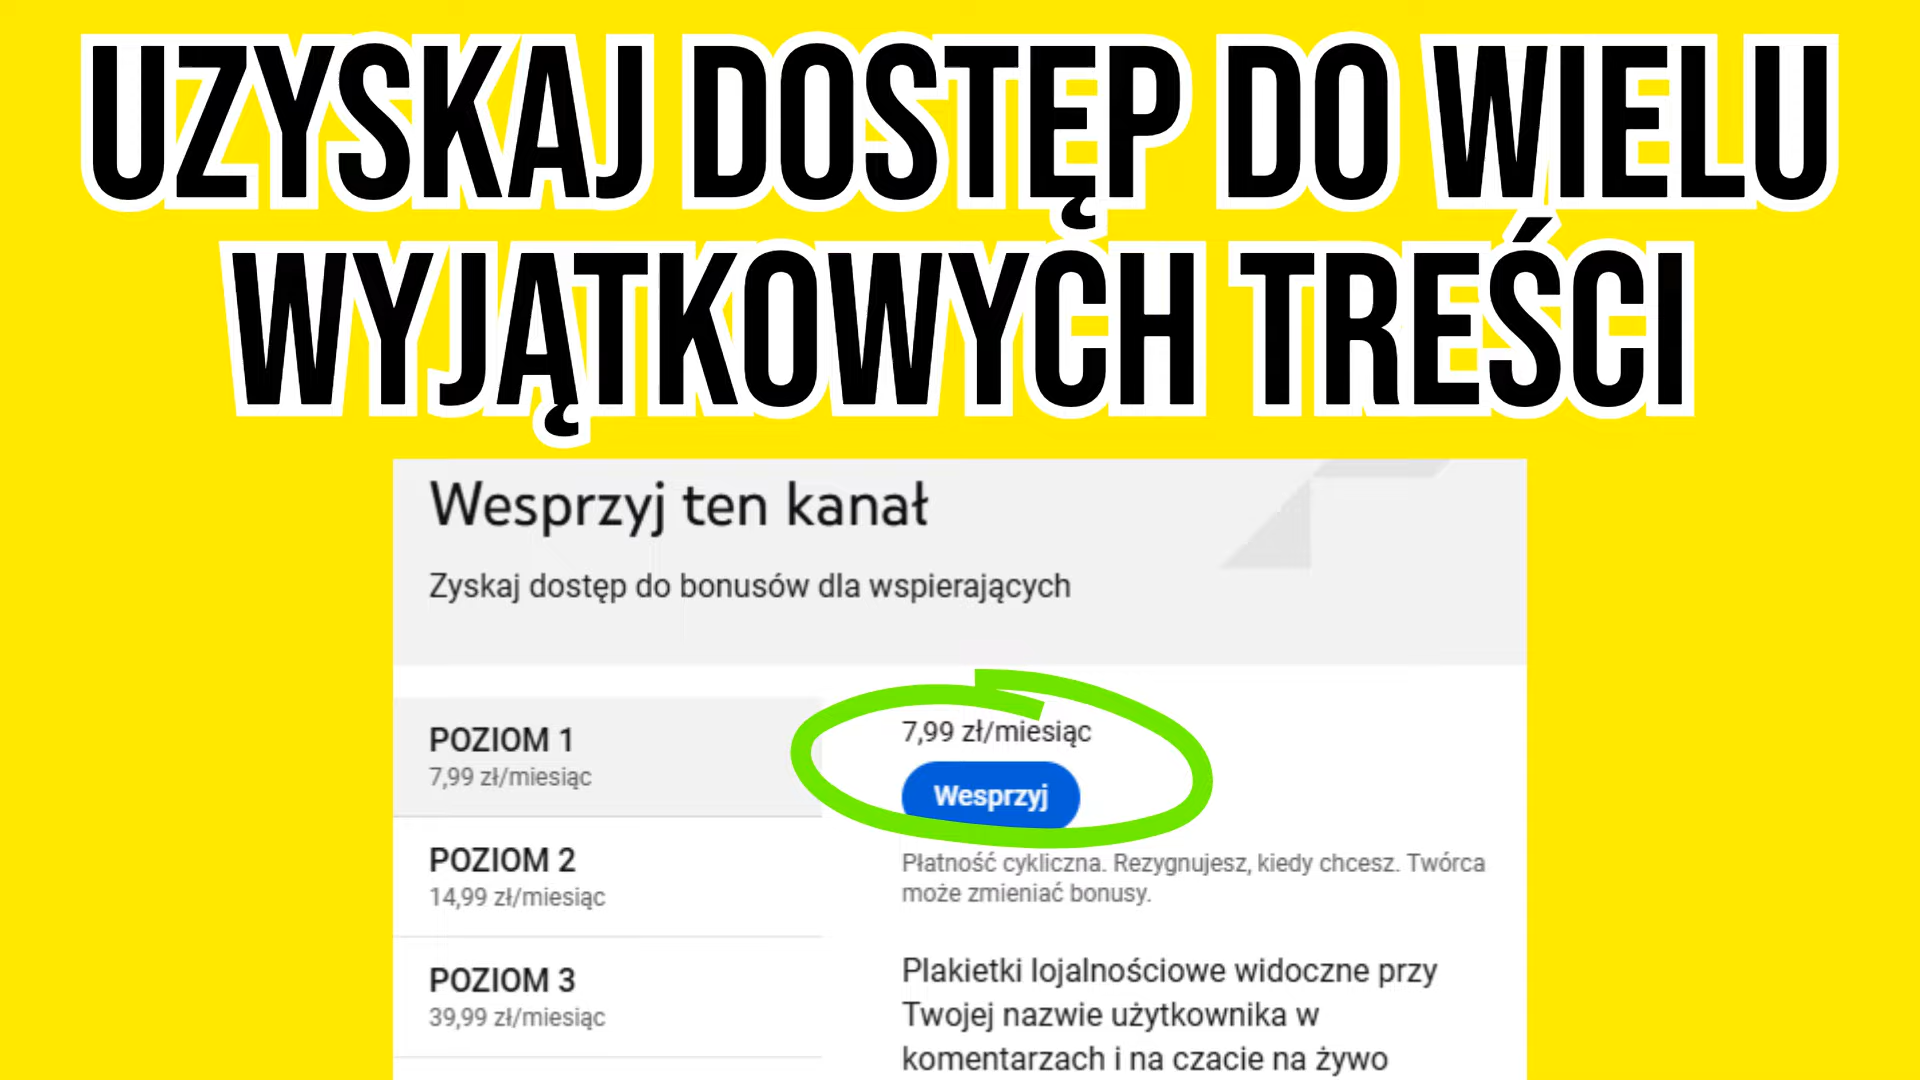 UZYSKAJ DOSTĘP DO WIELU
WYJĄTKOWYCH TREŚCI
Wesprzyj ten kanał
Zyskaj dostęp do bonusów dla wspierających
POZIOM 1
7,99 zł/miesiąc
POZIOM 2
14,99 zł/miesiąc
POZIOM 3
39,99 zł/miesiąc
7,99 zł/miesiąc
Wesprzyj
Płatność cykliczna. Rezygnujesz, kiedy chcesz. Twórca
może zmieniać bonusy.
Plakietki lojalnościowe widoczne przy
Twojej nazwie użytkownika w
komentarzach i na czacie na żywo